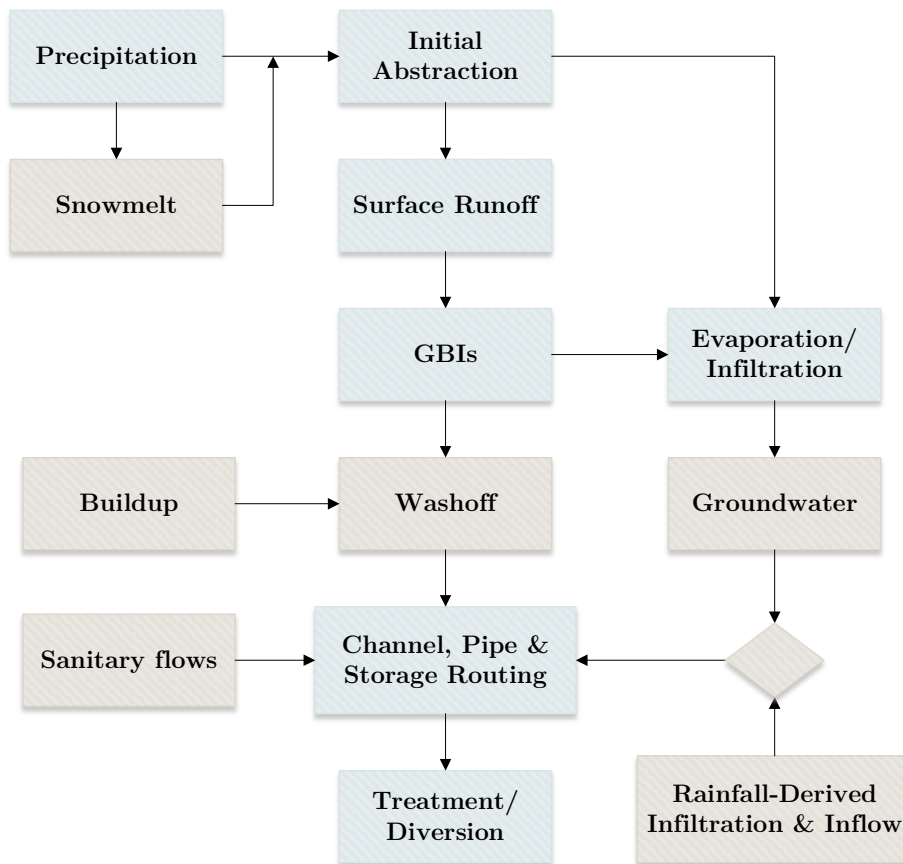 Precipitation
Initial
Abstraction
Snowmelt
Surface Runoff
GBIs
Evaporation/
Infiltration
Buildup
Washoff
Groundwater
Sanitary flows
Channel, Pipe &
Storage Routing
Treatment/
Diversion
Rainfall-Derived
Infiltration & Inflow